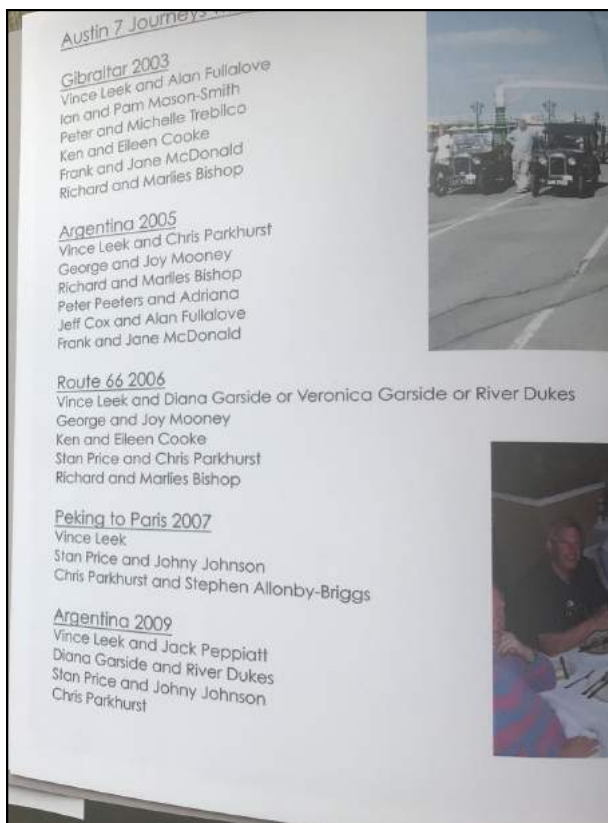 Austin 7 Journeys
Gibraltar 2003
Vince Leek and Alan Fullalove
Ian and Pam Mason-Smith
Peter and Michelle Trebilco
Ken and Eileen Cooke
Frank and Jane McDonald
Richard and Marlies Bishop
Argentina 2005
Vince Leek and Chris Parkhurst
George and Joy Mooney
Richard and Marlies Bishop
Peter Peeters and Adriana
Jeff Cox and Alan Fullalove
Frank and Jane McDonald
Route 66 2006
Vince Leek and Diana Garside or Veronica Garside or River Dukes
George and Joy Mooney
Ken and Eileen Cooke
Stan Price and Chris Parkhurst
Richard and Marlies Bishop
Peking to Paris 2007
Vince Leek
Stan Price and Johny Johnson
Chris Parkhurst and Stephen Allonby-Briggs
Argentina 2009
Vince Leek and Jack Peppiatt
Diana Garside and River Dukes
Stan Price and Johny Johnson
Chris Parkhurst